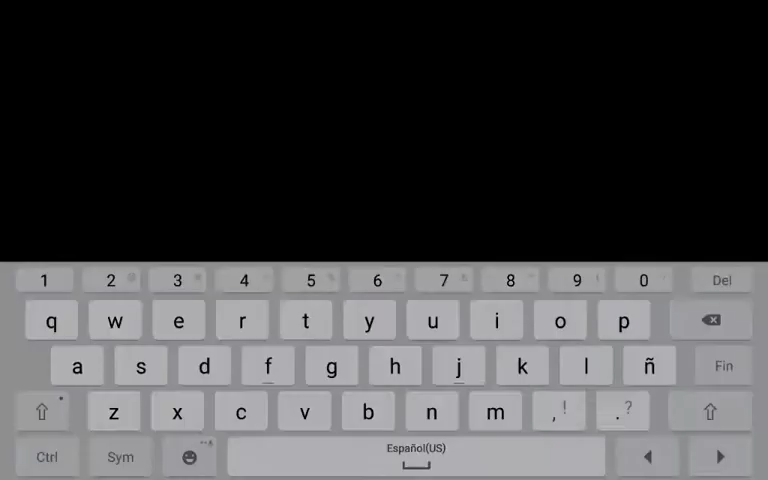 1 2 3 4 5 6 7 8 9 0 Del
q w e r t y u i o p
a s d f g h j k l ñ Fin
z x c v b n m , ! . ?
Ctrl Sym Español(US)